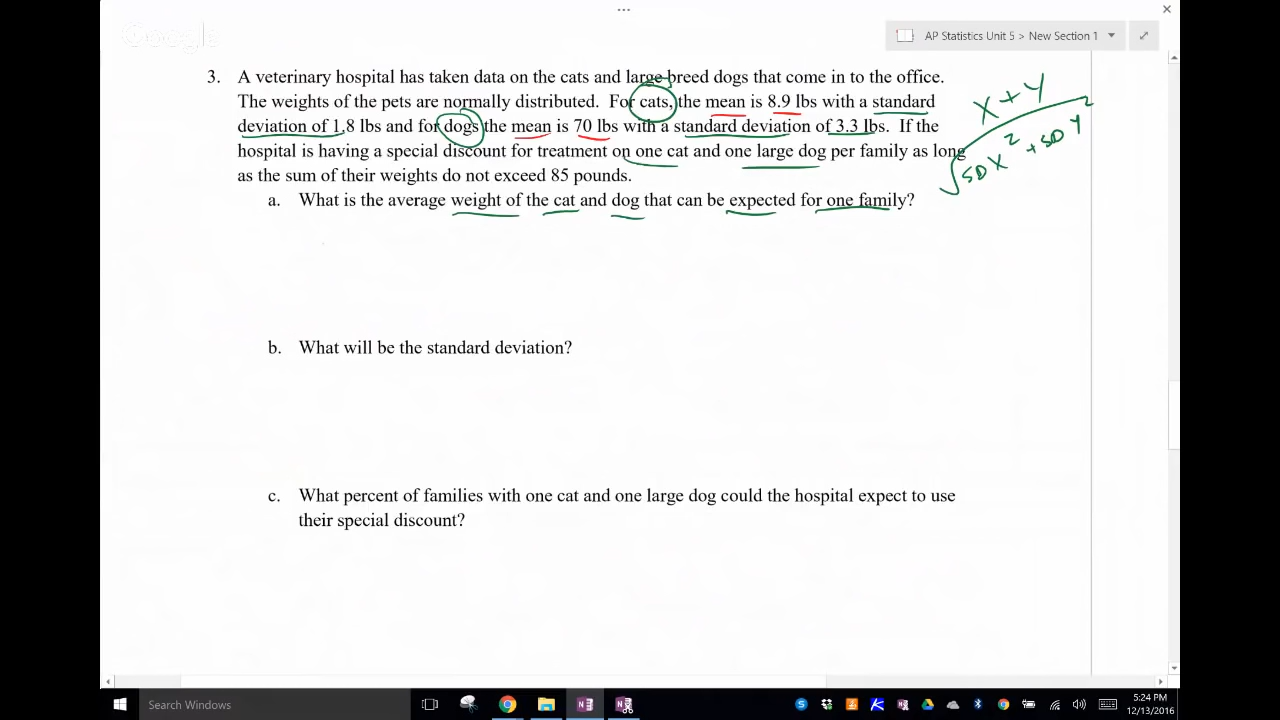 Google
AP Statistics Unit 5 > New Section 1
3. A veterinary hospital has taken data on the cats and large breed dogs that come in to the office.
The weights of the pets are normally distributed. For cats, the mean is 8.9 lbs with a standard
deviation of 1.8 lbs and for dogs the mean is 70 lbs with a standard deviation of 3.3 lbs. If the
hospital is having a special discount for treatment on one cat and one large dog per family as long
as the sum of their weights do not exceed 85 pounds.
X + Y
√SDX² + SDY²
a. What is the average weight of the cat and dog that can be expected for one family?
b. What will be the standard deviation?
c. What percent of families with one cat and one large dog could the hospital expect to use
their special discount?
Search Windows
5:24 PM
12/13/2016